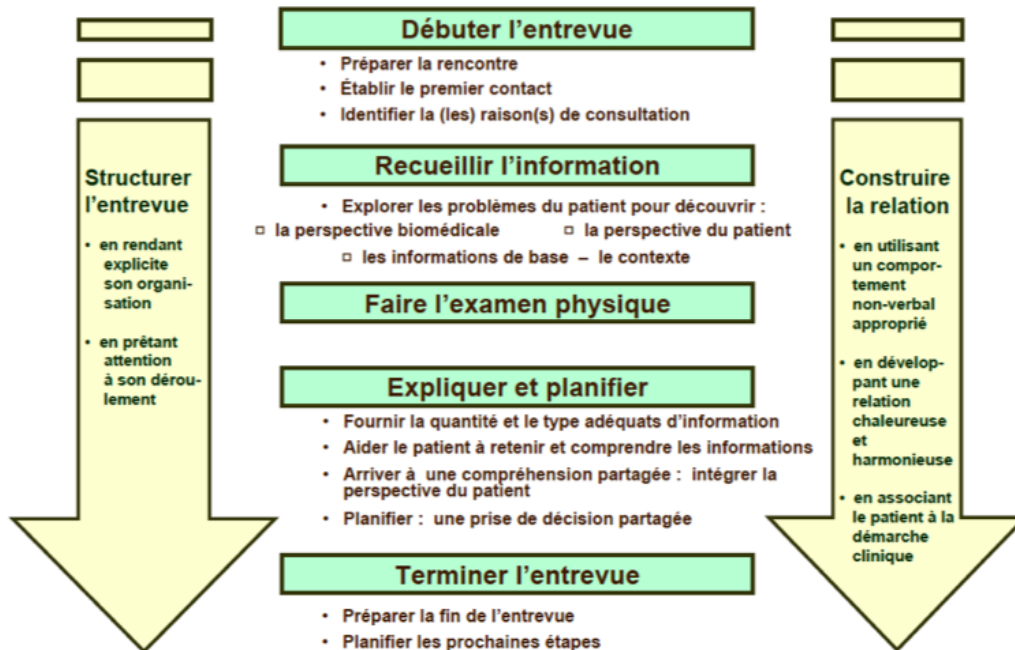 Débuter l'entrevue
• Préparer la rencontre
• Établir le premier contact
• Identifier la (les) raison(s) de consultation
Recueillir l'information
• Explorer les problèmes du patient pour découvrir :
□ la perspective biomédicale □ la perspective du patient
□ les informations de base – le contexte
Faire l'examen physique
Expliquer et planifier
• Fournir la quantité et le type adéquats d'information
• Aider le patient à retenir et comprendre les informations
• Arriver à une compréhension partagée : intégrer la
perspective du patient
• Planifier : une prise de décision partagée
Terminer l'entrevue
• Préparer la fin de l'entrevue
• Planifier les prochaines étapes
Structurer
l'entrevue
• en rendant
explicite
son organi-
sation
• en prêtant
attention
à son dérou-
lement
Construire
la relation
• en utilisant
un compor-
tement
non-verbal
approprié
• en dévelop-
pant une
relation
chaleureuse
et
harmonieuse
• en associant
le patient à la
démarche
clinique